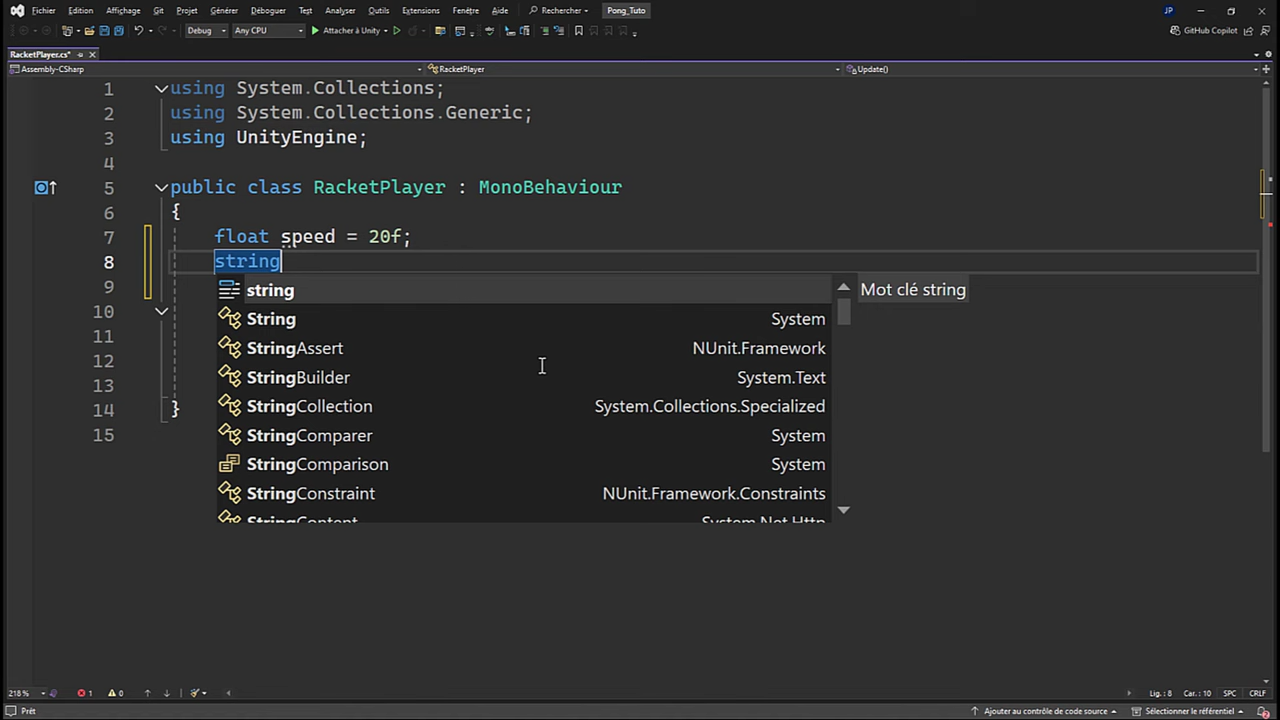 Fichier Edition Affichage Git Projet Générer Déboguer Test Analyser Outils Extensions Fenêtre Aide Rechercher Pong_Tuto JP
Debug Any CPU Attacher à Unity GitHub Copilot
RacketPlayer.cs*
Assembly-CSharp RacketPlayer Update()
1 using System.Collections;
2 using System.Collections.Generic;
3 using UnityEngine;
4
5 public class RacketPlayer : MonoBehaviour
6 {
7 float speed = 20f;
8 string
9 string Mot clé string
10 String System
11 StringAssert NUnit.Framework
12 StringBuilder System.Text
13
14 } StringCollection System.Collections.Specialized
15 StringComparer System
StringComparison System
StringConstraint NUnit.Framework.Constraints
StringContent System.Net.Http
218 % 1 0 Lig. : 8 Car. : 10 SPC CRLF
Prêt Ajouter au contrôle de code source Sélectionner le référentiel 2